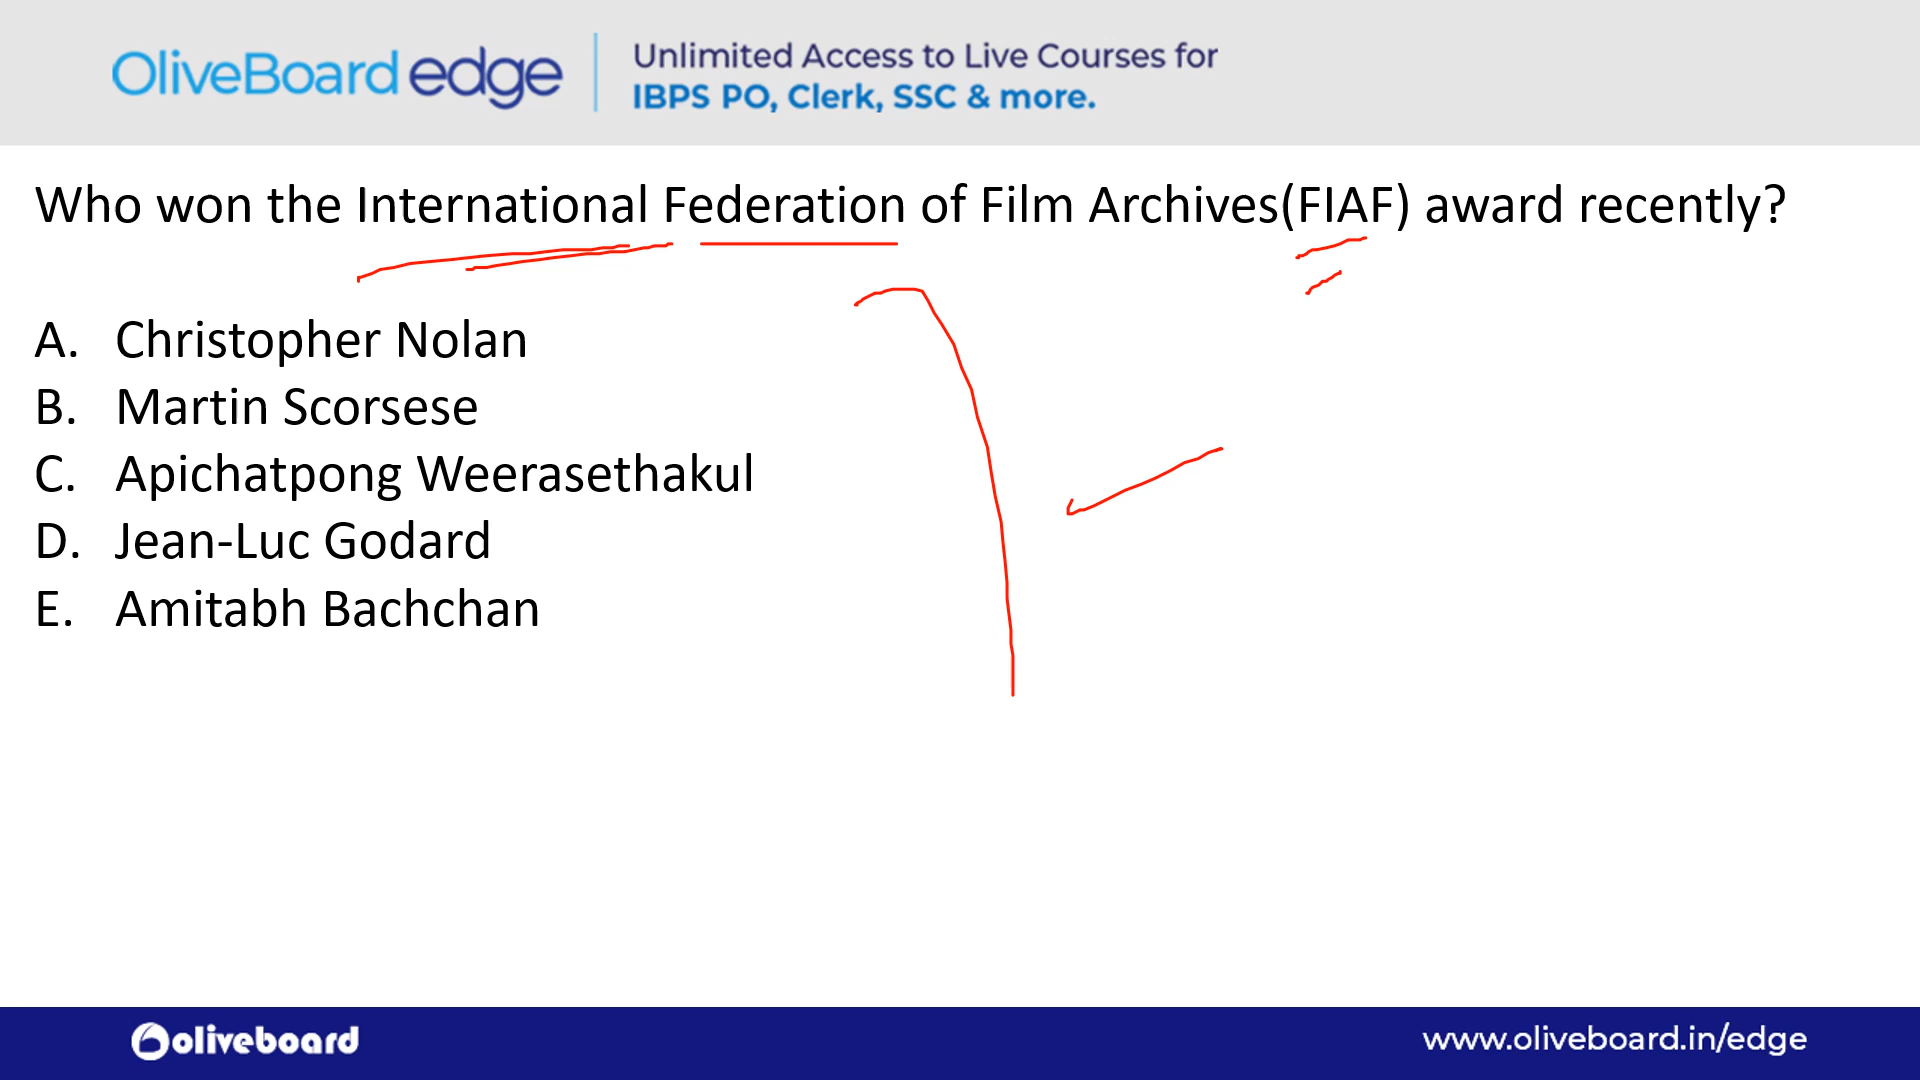 OliveBoard edge
Unlimited Access to Live Courses for
IBPS PO, Clerk, SSC & more.
Who won the International Federation of Film Archives(FIAF) award recently?
A. Christopher Nolan
B. Martin Scorsese
C. Apichatpong Weerasethakul
D. Jean-Luc Godard
E. Amitabh Bachchan
oliveboard
www.oliveboard.in/edge